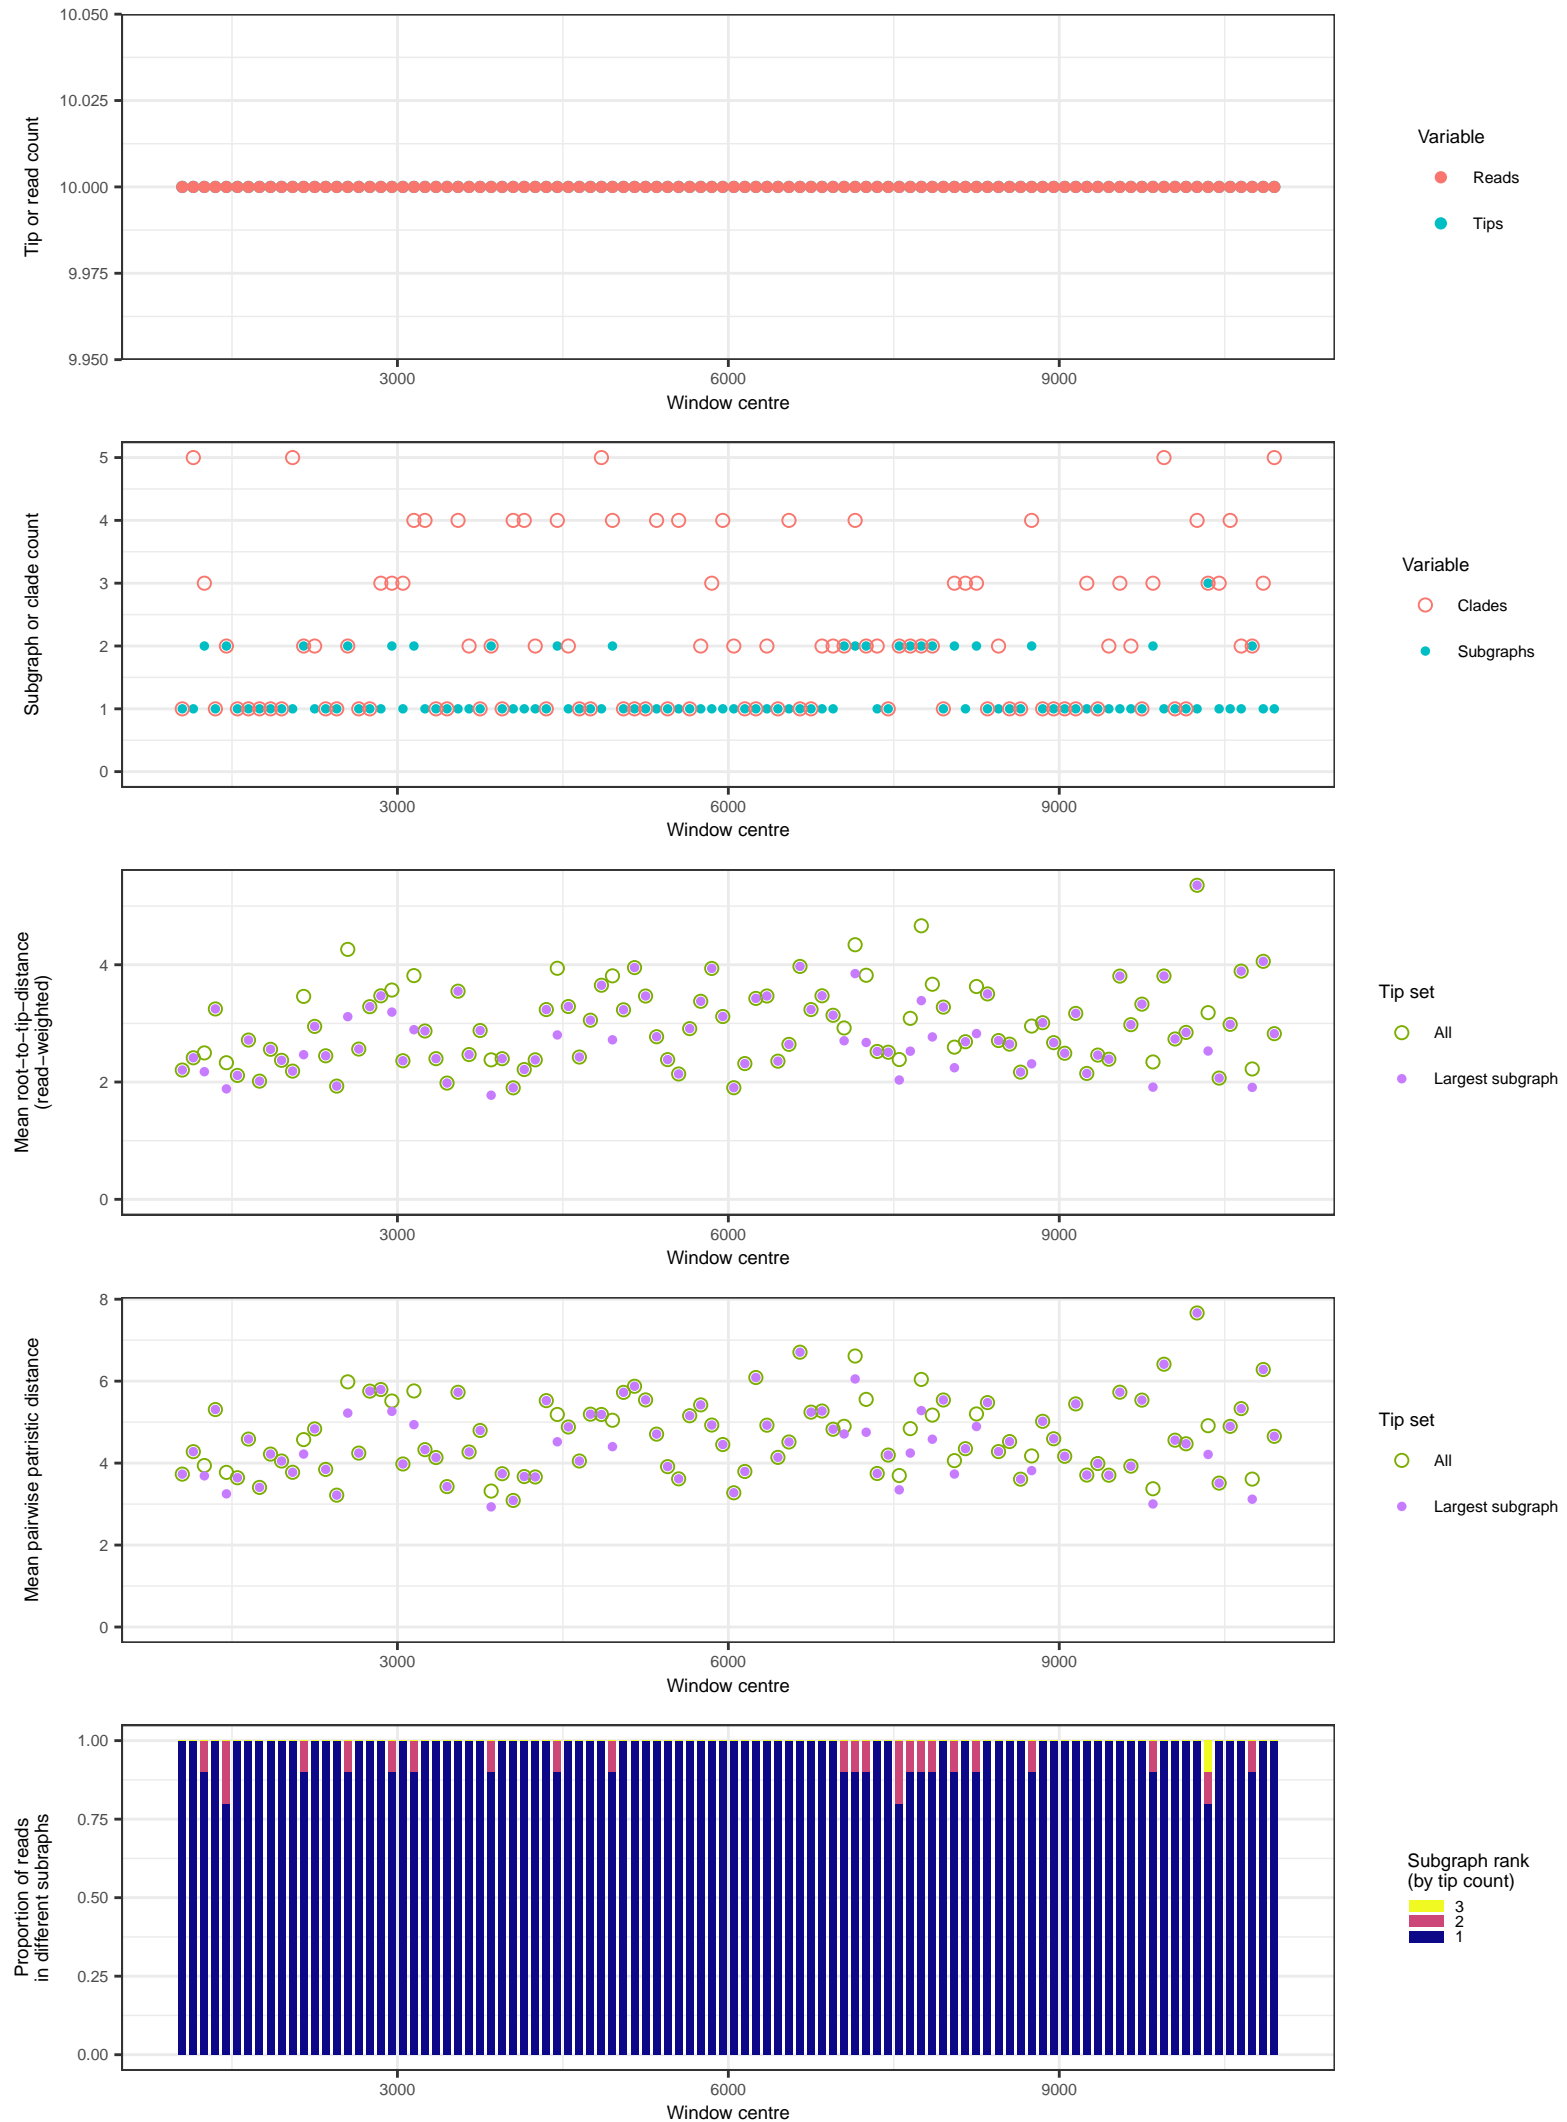 10.050
10.025
10.000
9.975
9.950
Tip or read count
3000 6000 9000
Window centre
Variable
Reads
Tips
5
4
3
2
1
0
Subgraph or clade count
3000 6000 9000
Window centre
Variable
Clades
Subgraphs
4
2
0
Mean root−to−tip−distance
(read−weighted)
3000 6000 9000
Window centre
Tip set
All
Largest subgraph
8
6
4
2
0
Mean pairwise patristic distance
3000 6000 9000
Window centre
Tip set
All
Largest subgraph
1.00
0.75
0.50
0.25
0.00
Proportion of reads
in different subraphs
3000 6000 9000
Window centre
Subgraph rank
(by tip count)
3
2
1